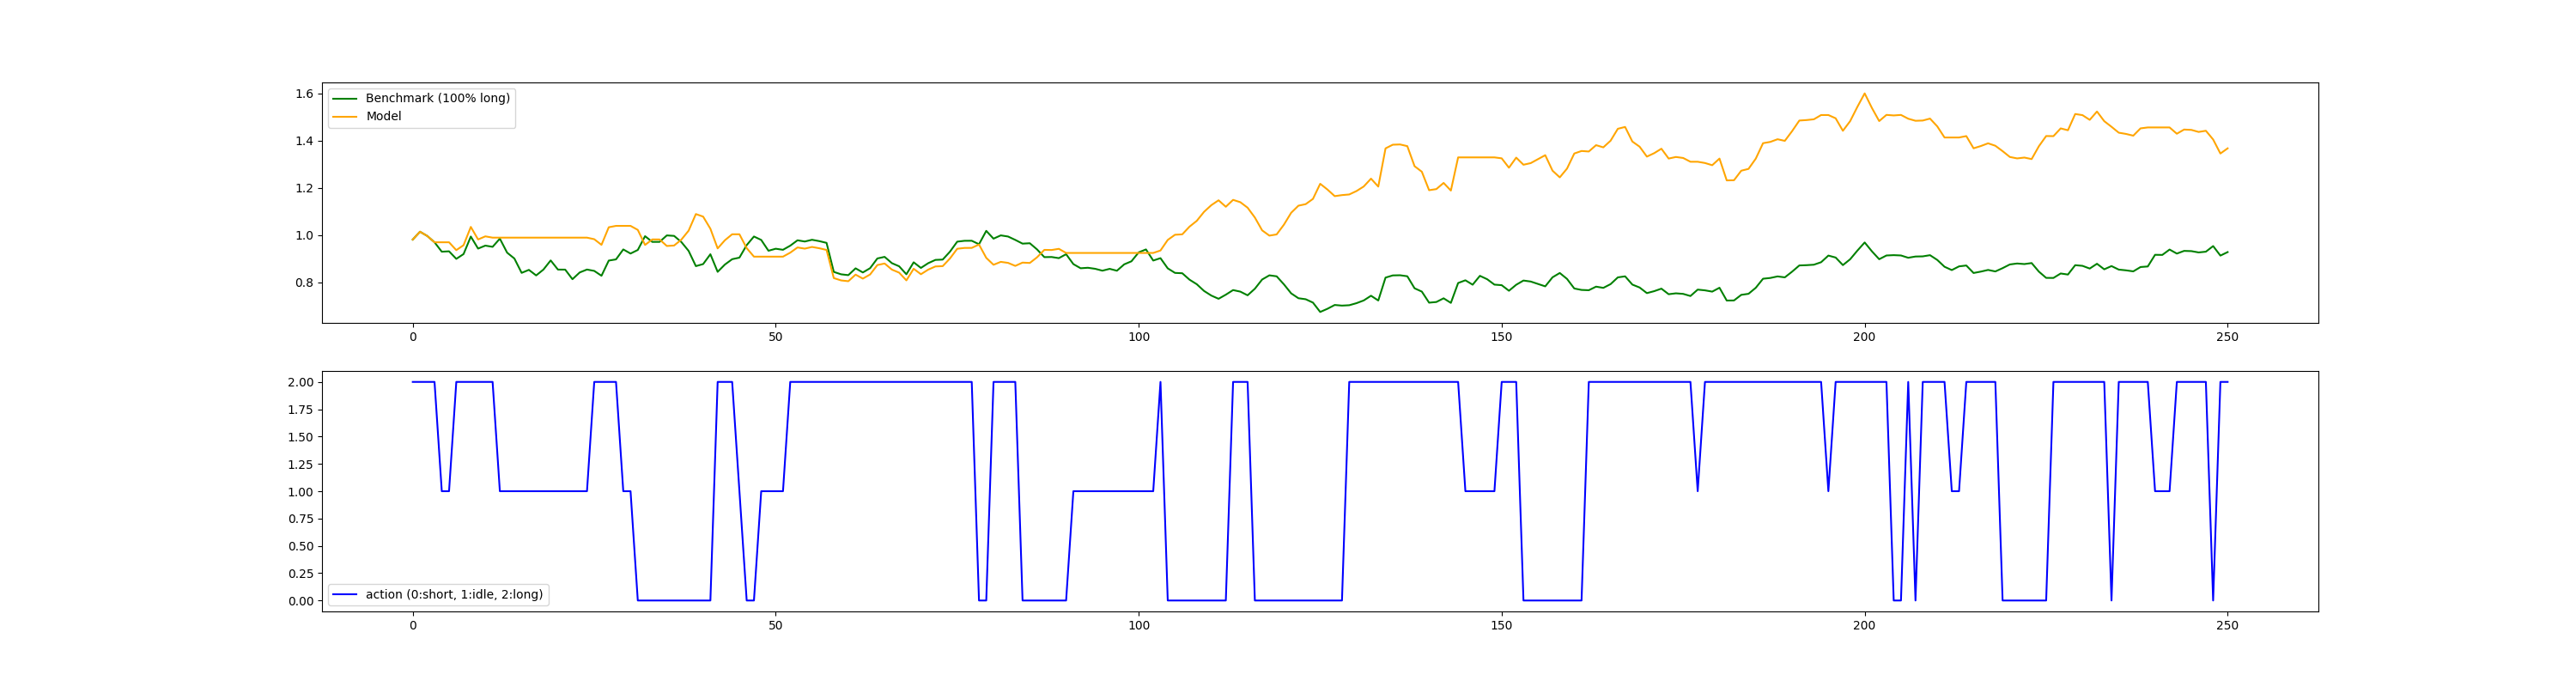 1.6
1.4
1.2
1.0
0.8
Benchmark (100% long)
Model
0 50 100 150 200 250
2.00
1.75
1.50
1.25
1.00
0.75
0.50
0.25
0.00
action (0:short, 1:idle, 2:long)
0 50 100 150 200 250